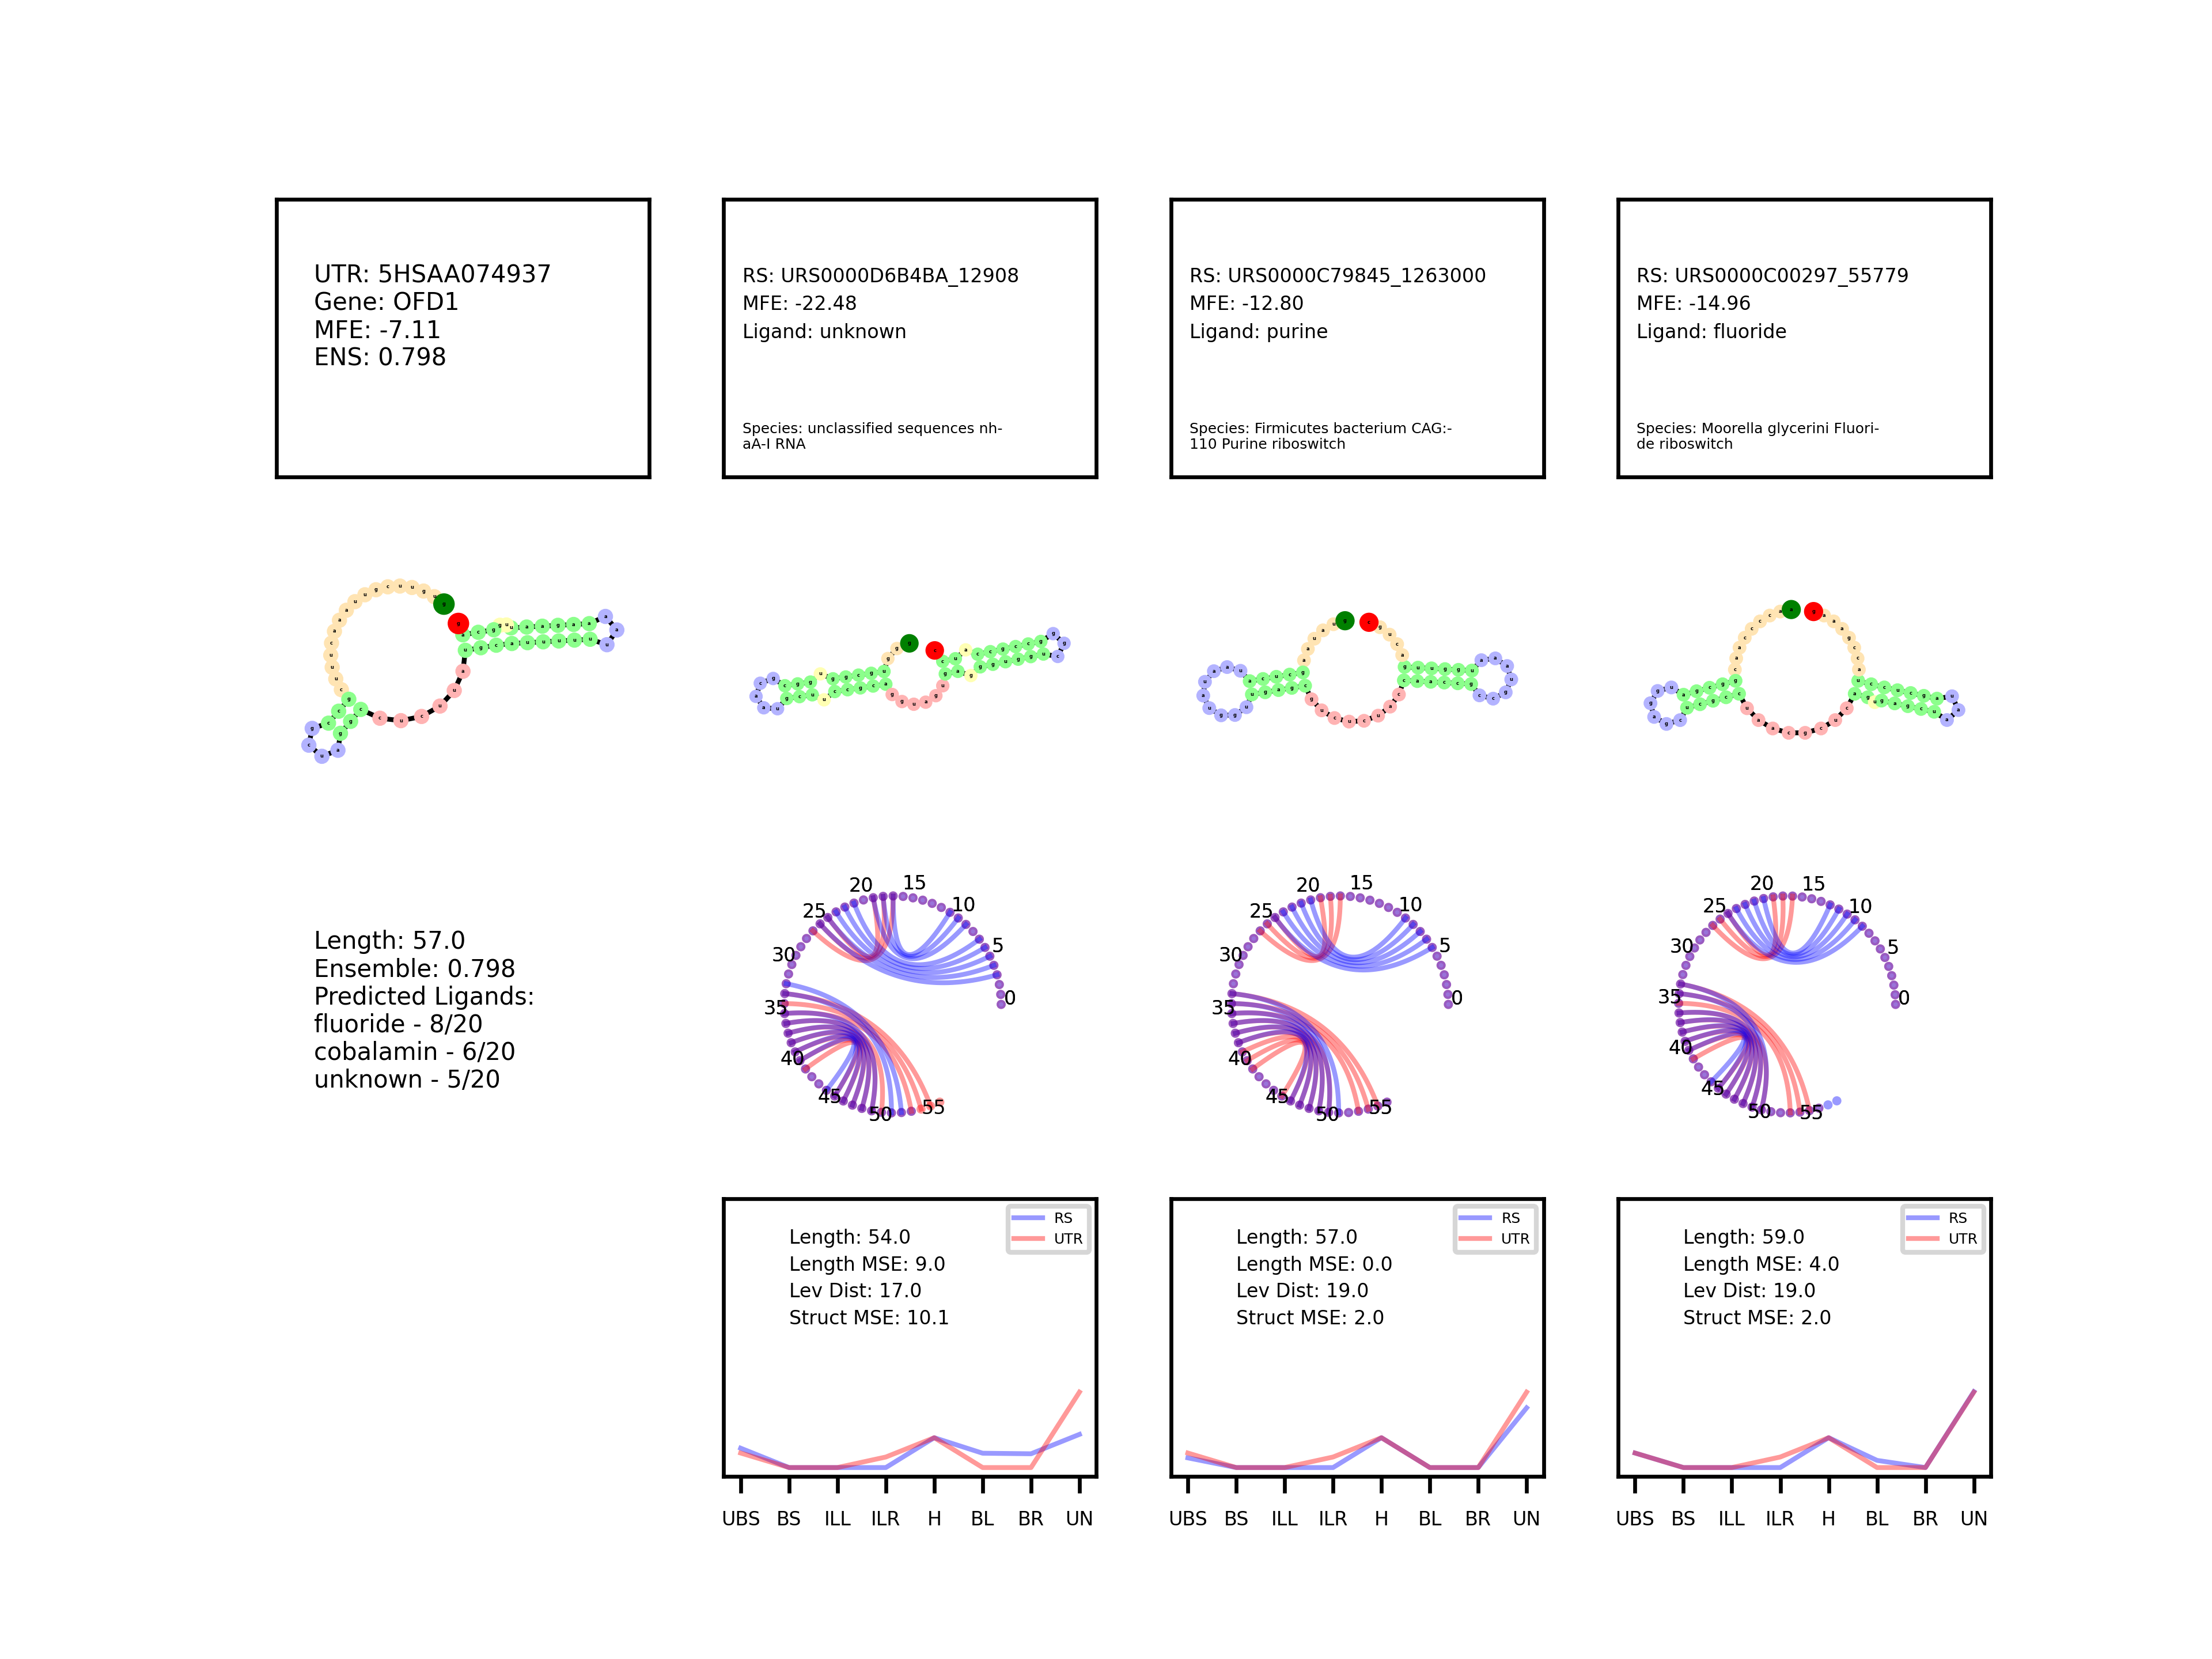 UTR: 5HSAA074937
Gene: OFD1
MFE: -7.11
ENS: 0.798
RS: URS0000D6B4BA_12908
MFE: -22.48
Ligand: unknown
Species: unclassified sequences nh-
aA-I RNA
RS: URS0000C79845_1263000
MFE: -12.80
Ligand: purine
Species: Firmicutes bacterium CAG:-
110 Purine riboswitch
RS: URS0000C00297_55779
MFE: -14.96
Ligand: fluoride
Species: Moorella glycerini Fluori-
de riboswitch
Length: 57.0
Ensemble: 0.798
Predicted Ligands:
fluoride - 8/20
cobalamin - 6/20
unknown - 5/20
0
5
10
15
20
25
30
35
40
45
50
55
0
5
10
15
20
25
30
35
40
45
50
55
0
5
10
15
20
25
30
35
40
45
50
55
RS
UTR
Length: 54.0
Length MSE: 9.0
Lev Dist: 17.0
Struct MSE: 10.1
UBS BS ILL ILR H BL BR UN
RS
UTR
Length: 57.0
Length MSE: 0.0
Lev Dist: 19.0
Struct MSE: 2.0
UBS BS ILL ILR H BL BR UN
RS
UTR
Length: 59.0
Length MSE: 4.0
Lev Dist: 19.0
Struct MSE: 2.0
UBS BS ILL ILR H BL BR UN